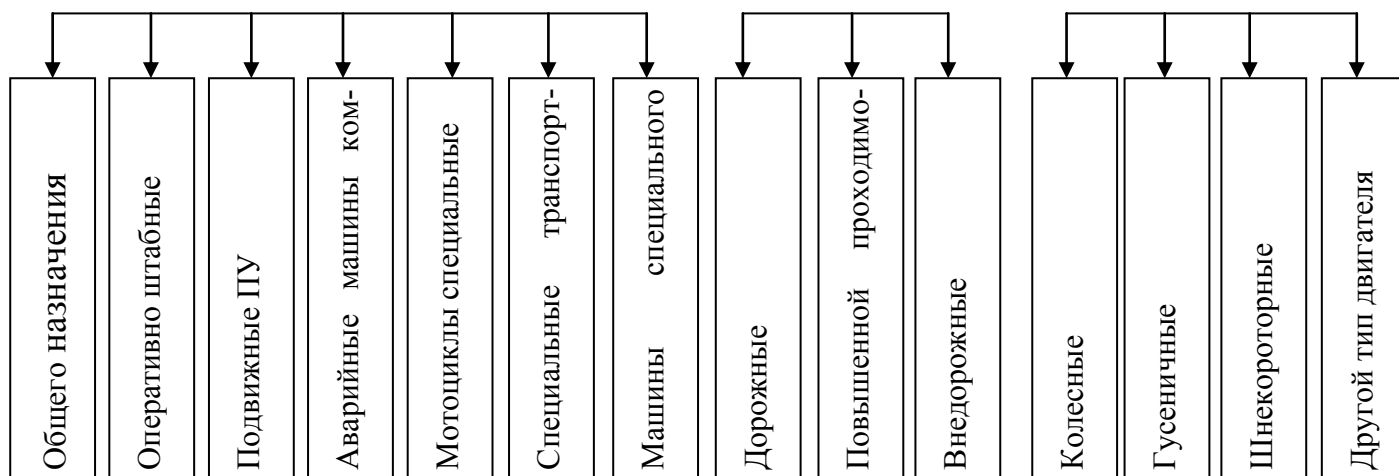 Общего назначения
Оперативно штабные
Подвижные ПУ
Аварийные машины ком-
Мотоциклы специальные
Специальные транспорт-
Машины специального
Дорожные
Повышенной проходимо-
Внедорожные
Колесные
Гусеничные
Шнекороторные
Другой тип двигателя